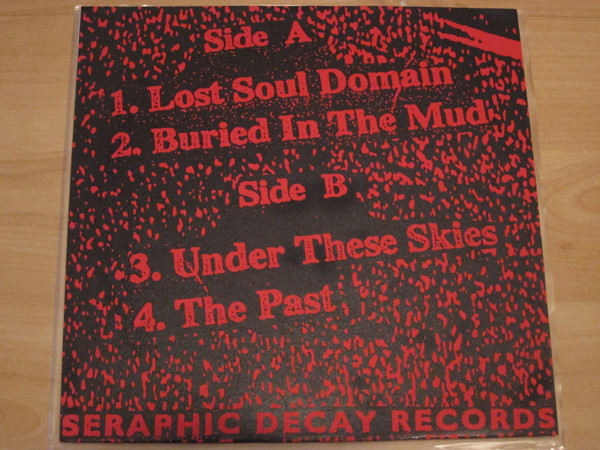 Side A
1. Lost Soul Domain
2. Buried In The Mud
Side B
3. Under These Skies
4. The Past
SERAPHIC DECAY RECORDS